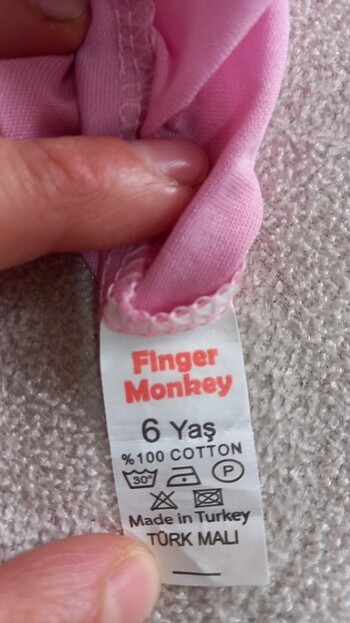 Finger
Monkey
6 Yaş
%100 COTTON
30°
P
Made in Turkey
TÜRK MALI